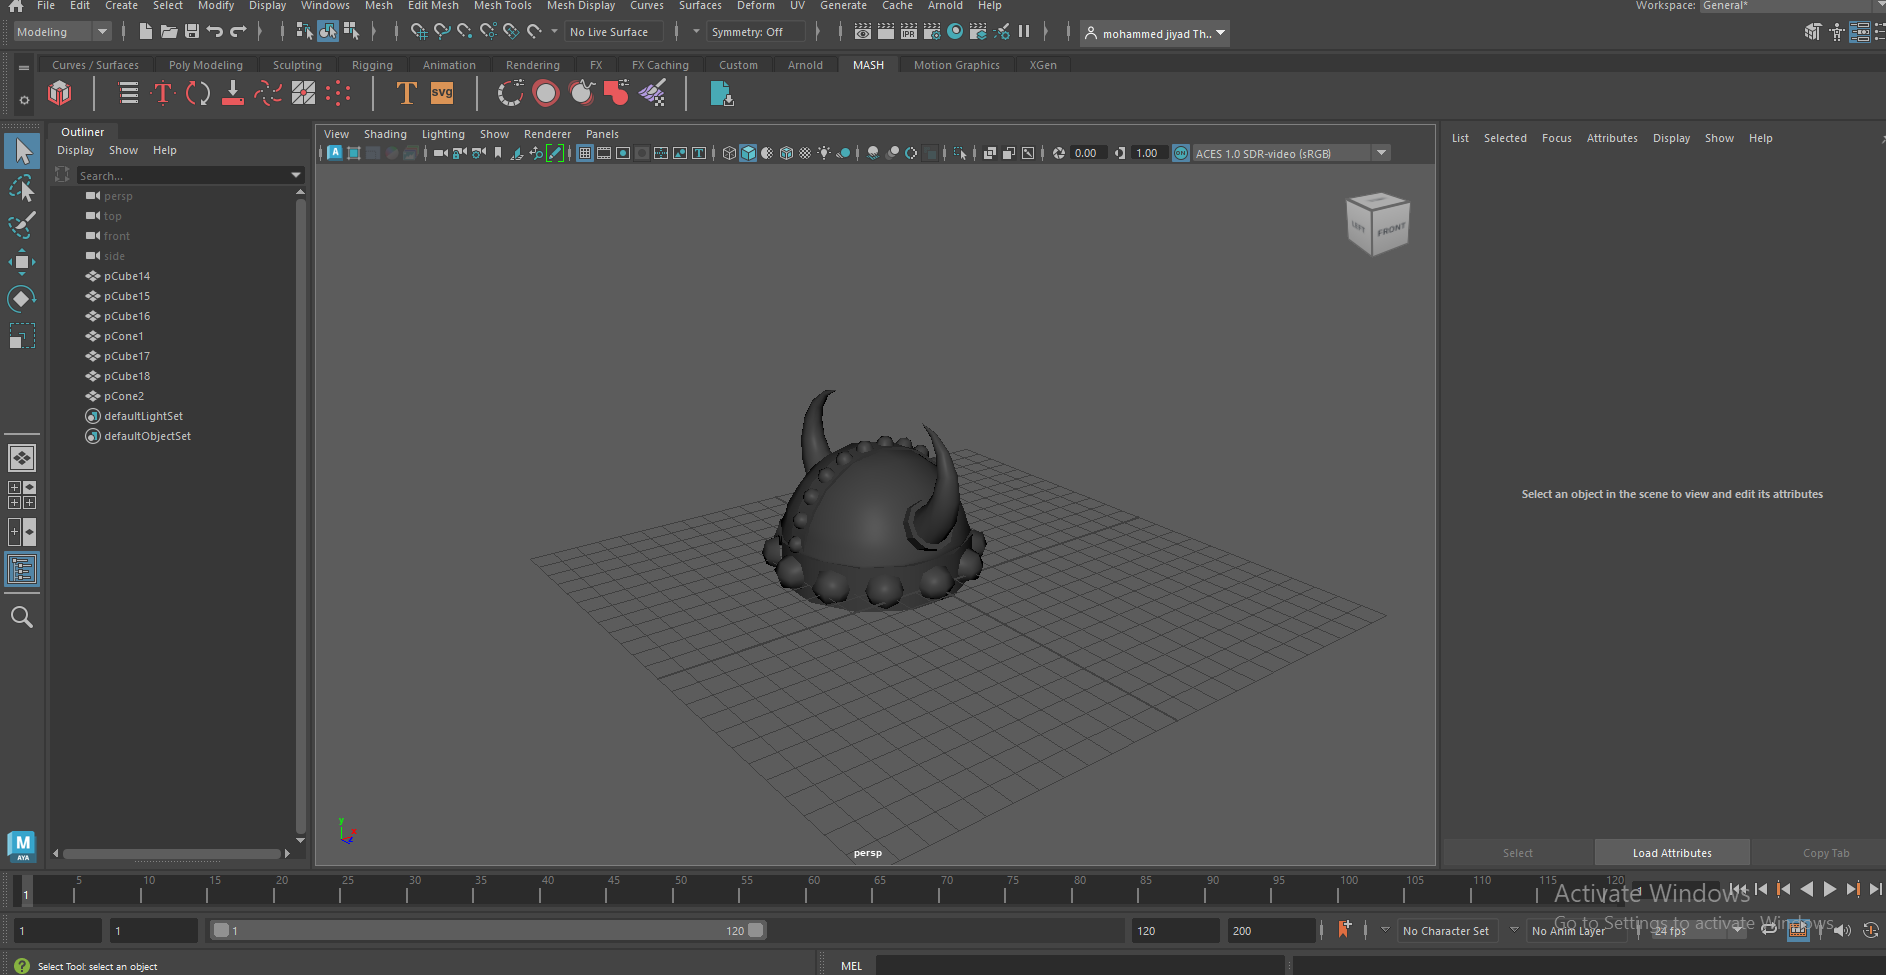 File Edit Create Select Modify Display Windows Mesh Edit Mesh Mesh Tools Mesh Display Curves Surfaces Deform UV Generate Cache Arnold Help Workspace: General*
Modeling No Live Surface Symmetry: Off mohammed jiyad Th..
Curves / Surfaces Poly Modeling Sculpting Rigging Animation Rendering FX FX Caching Custom Arnold MASH Motion Graphics XGen
T T svg
Outliner
Display Show Help
Search...
persp
top
front
side
pCube14
pCube15
pCube16
pCone1
pCube17
pCube18
pCone2
defaultLightSet
defaultObjectSet
View Shading Lighting Show Renderer Panels
0.00 1.00 ON ACES 1.0 SDR-video (sRGB)
LEFT FRONT
y
persp
List Selected Focus Attributes Display Show Help
Select an object in the scene to view and edit its attributes
Select Load Attributes Copy Tab
M
AYA
1 5 10 15 20 25 30 35 40 45 50 55 60 65 70 75 80 85 90 95 100 105 110 115 120
1 1 1 120 120 200 No Character Set No Anim Layer 24 fps
Activate Windows
Go to Settings to activate Windows.
Select Tool: select an object
MEL